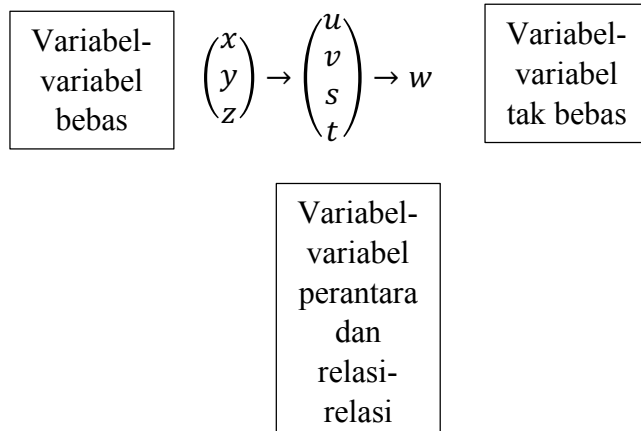 Variabel-
variabel
bebas
(x y z) → (u v s t) → w
Variabel-
variabel
tak bebas
Variabel-
variabel
perantara
dan
relasi-
relasi